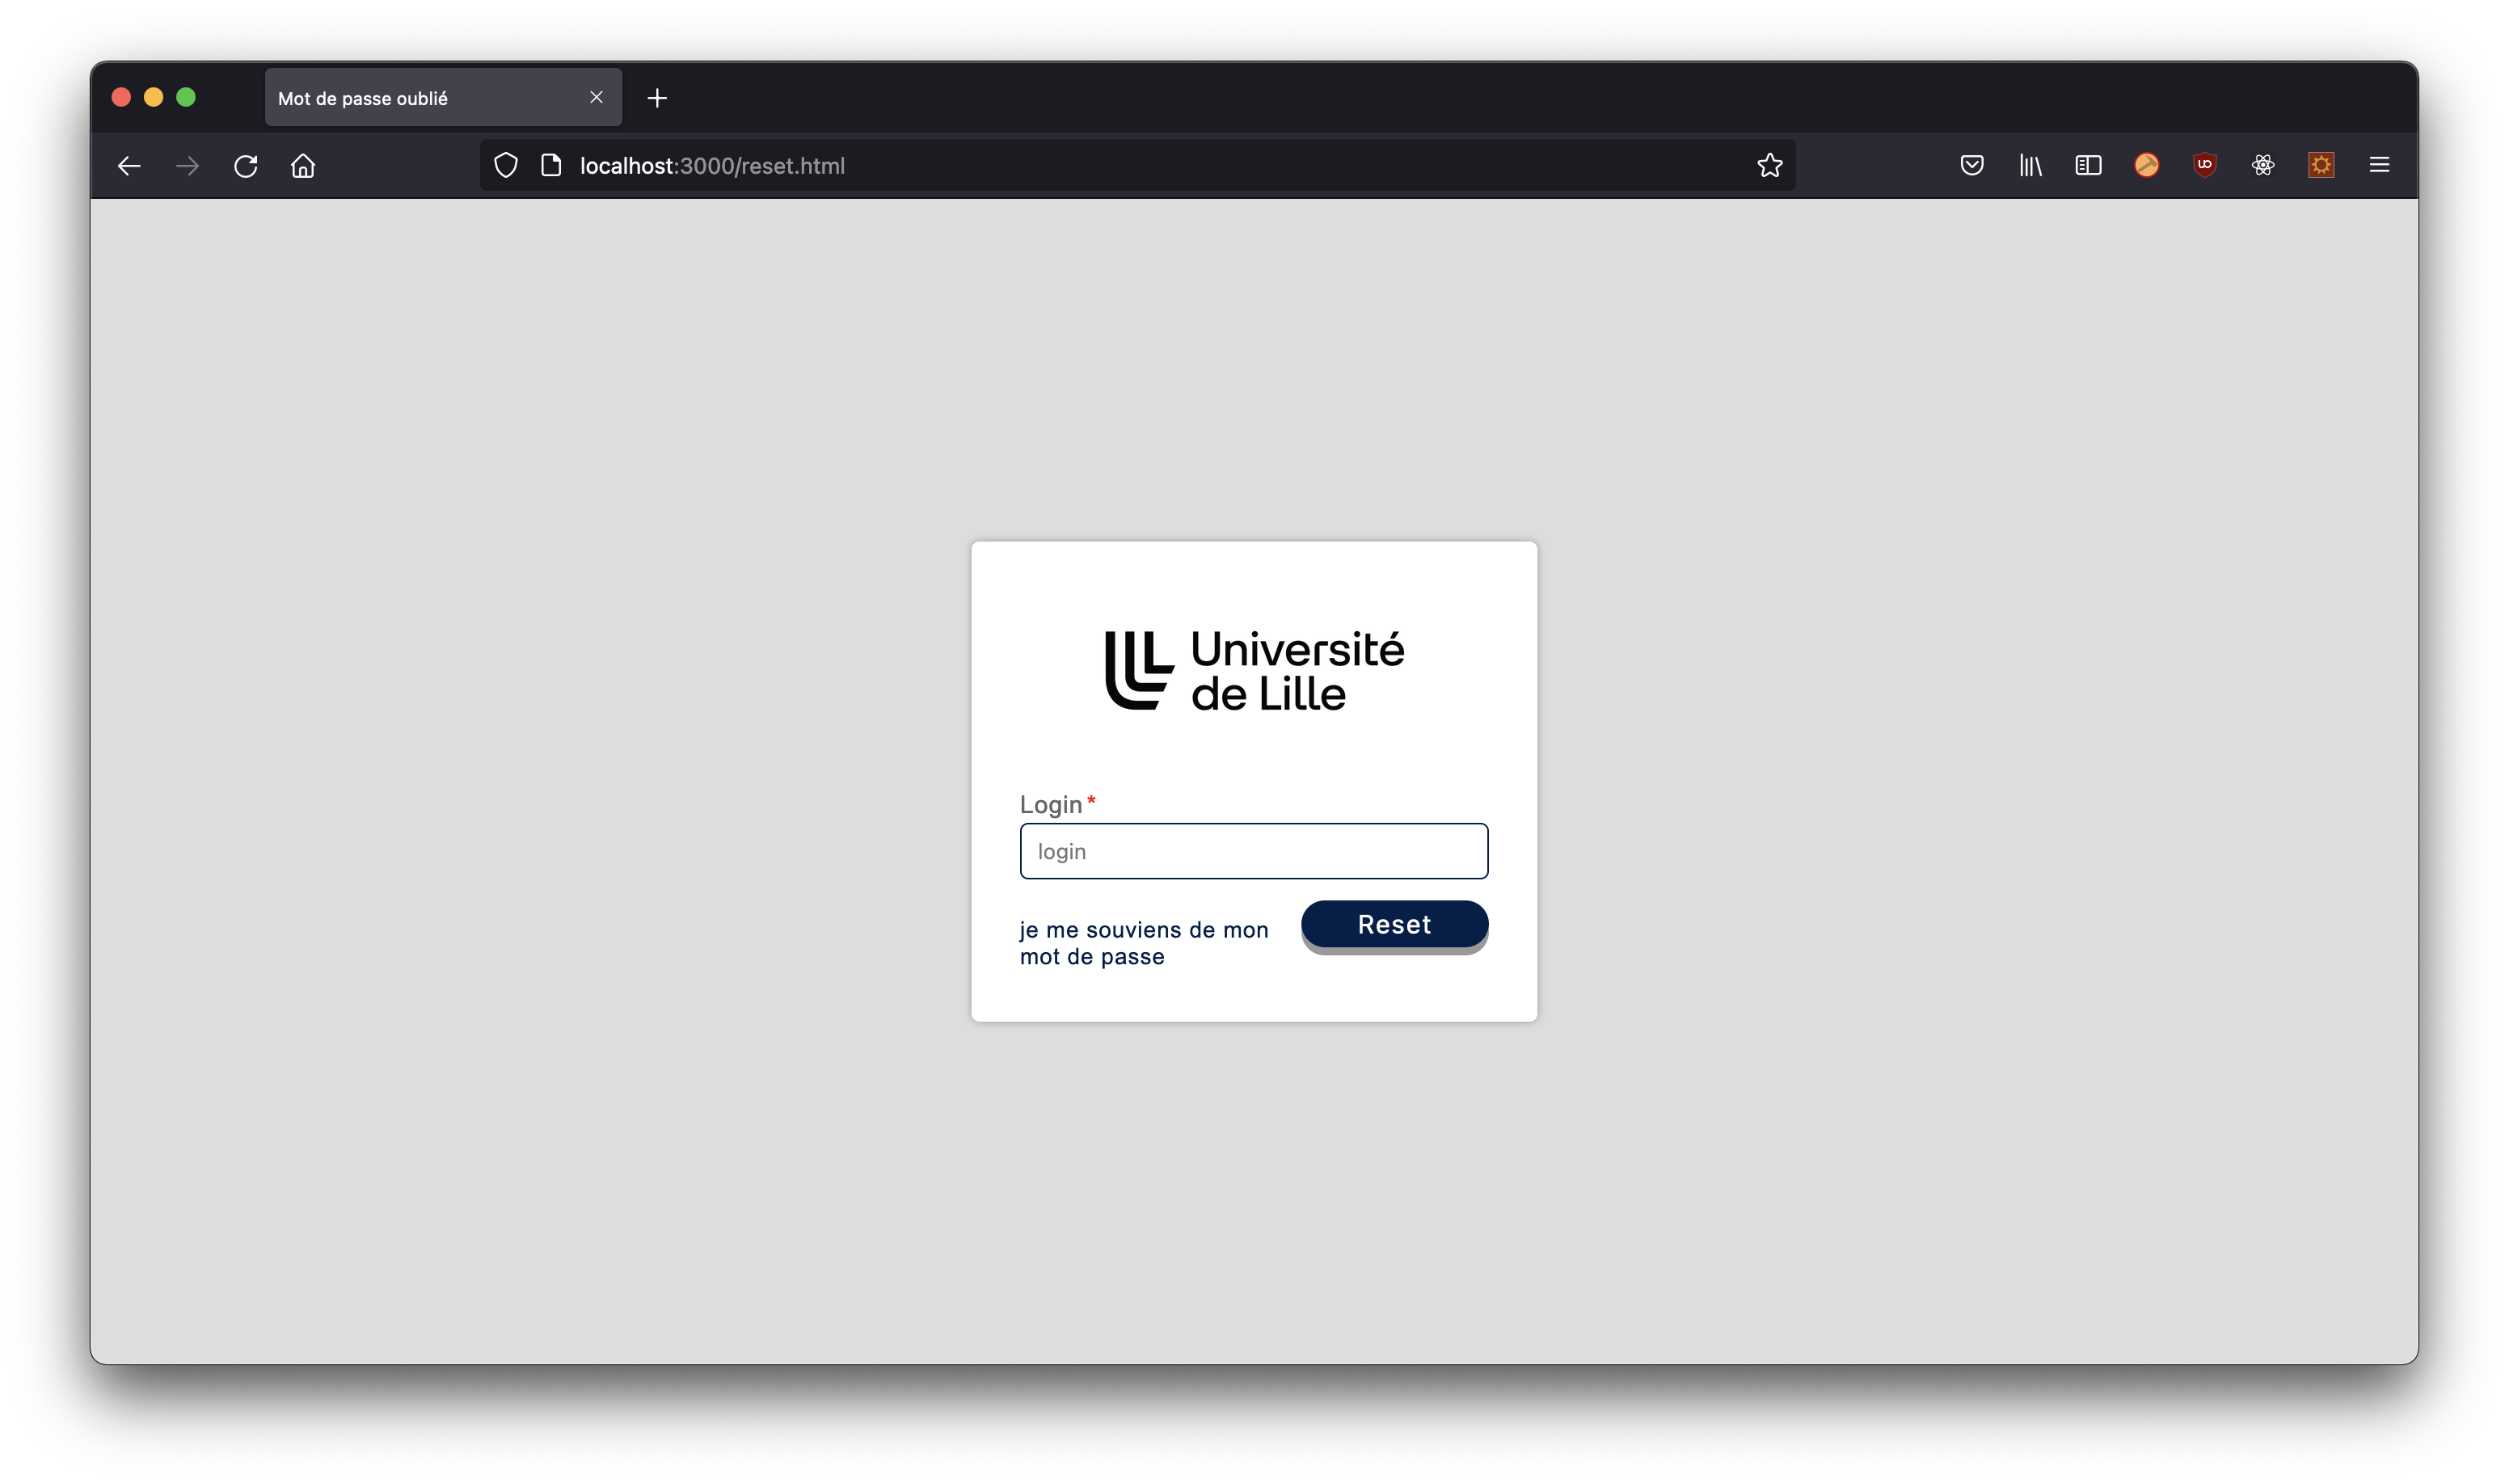 Mot de passe oublié
localhost:3000/reset.html
Université
de Lille
Login *
login
je me souviens de mon
mot de passe
Reset